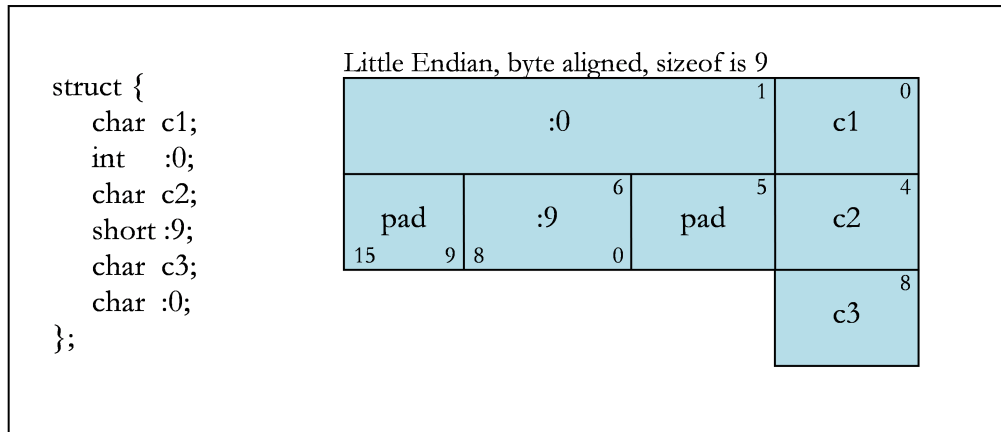 Little Endian, byte aligned, sizeof is 9
struct {
char c1;
int :0;
char c2;
short :9;
char c3;
char :0;
};
:0 1 c1 0
pad 15 9 :9 6 8 0 pad 5 c2 4
c3 8